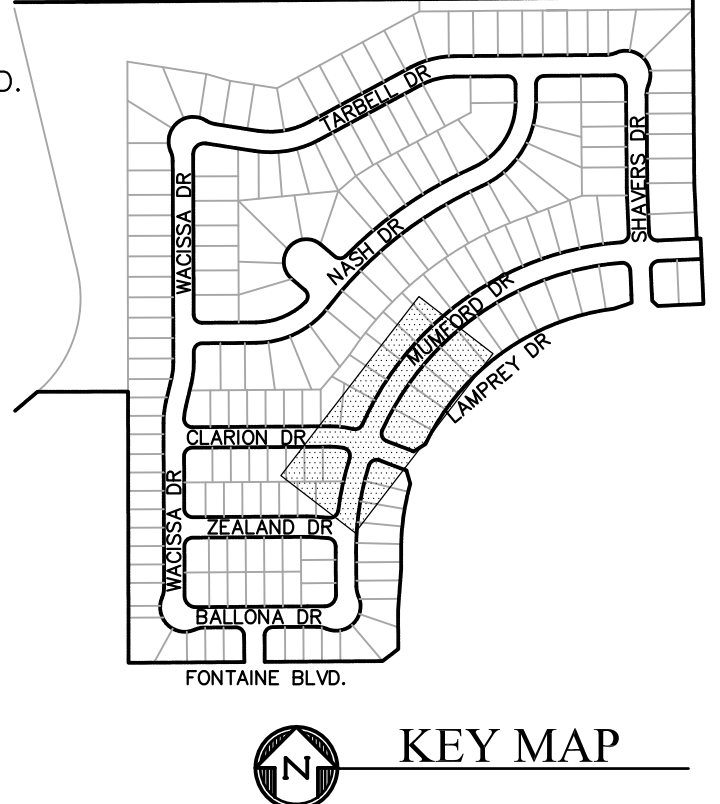 D.
TARBELL DR
SHAVERS DR
WACISSA DR
NASH DR
MUMFORD DR
LAMPREY DR
CLARION DR
WACISSA DR
ZEALAND DR
BALLONA DR
FONTAINE BLVD.
N
KEY MAP